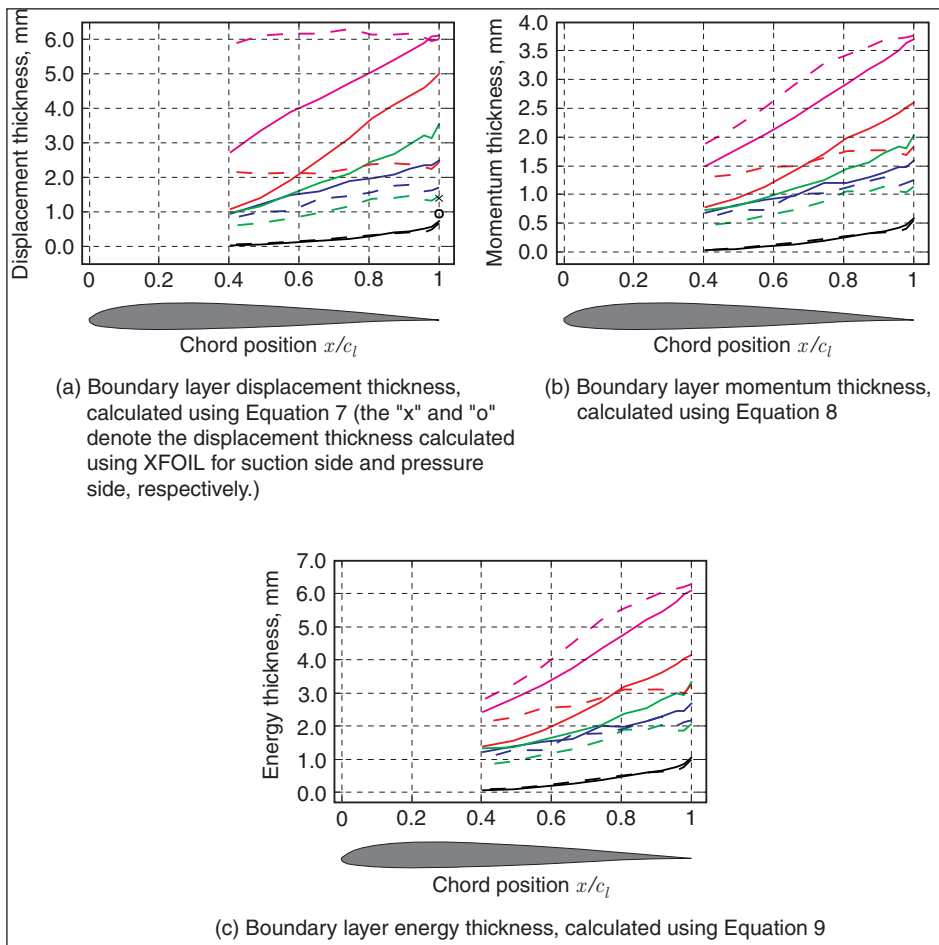 Displacement thickness, mm
6.0
5.0
4.0
3.0
2.0
1.0
0.0
0 0.2 0.4 0.6 0.8 1
Chord position x/c_l
(a) Boundary layer displacement thickness,
calculated using Equation 7 (the "x" and "o"
denote the displacement thickness calculated
using XFOIL for suction side and pressure
side, respectively.)
Momentum thickness, mm
4.0
3.5
3.0
2.5
2.0
1.5
1.0
0.5
0.0
0 0.2 0.4 0.6 0.8 1
Chord position x/c_l
(b) Boundary layer momentum thickness,
calculated using Equation 8
Energy thickness, mm
7.0
6.0
5.0
4.0
3.0
2.0
1.0
0.0
0 0.2 0.4 0.6 0.8 1
Chord position x/c_l
(c) Boundary layer energy thickness, calculated using Equation 9